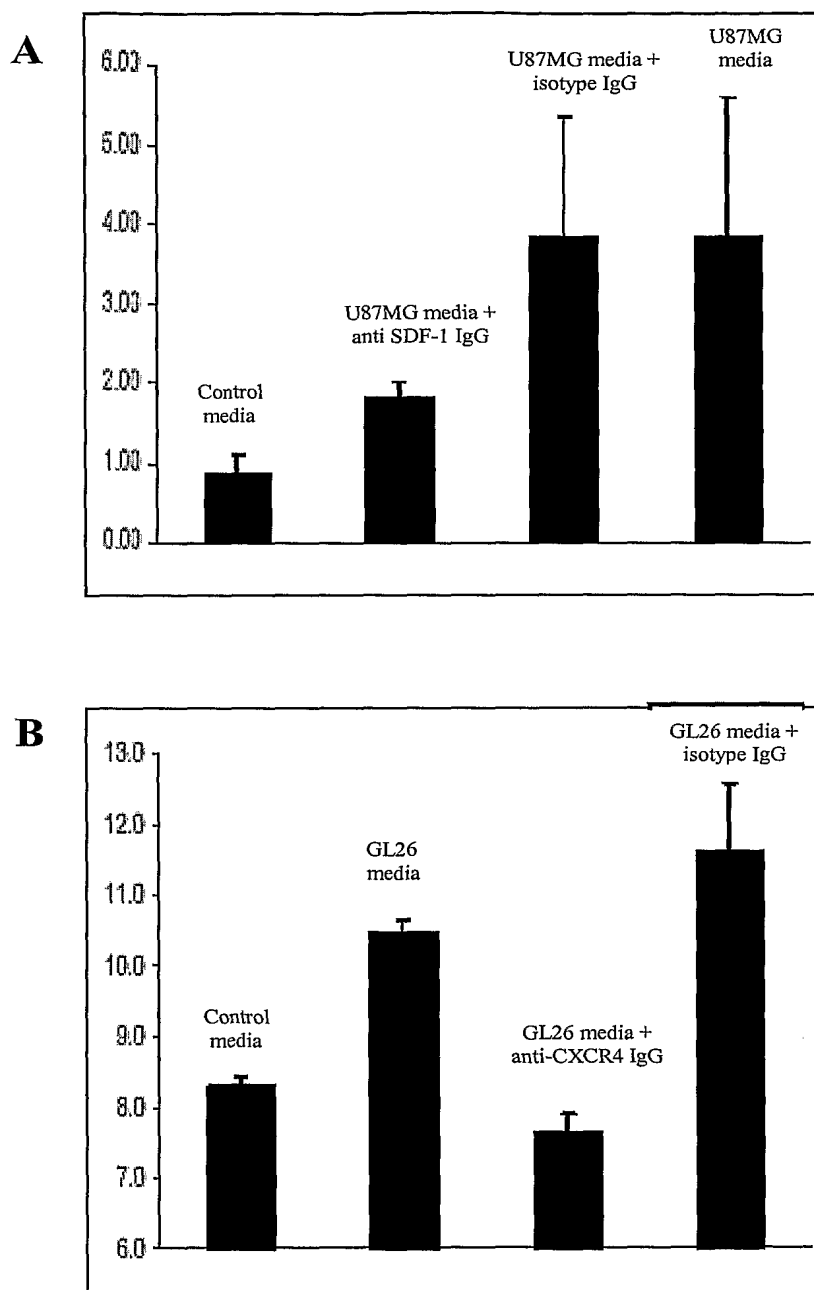 A
6.00
5.00
4.00
3.00
2.00
1.00
0.00
Control
media
U87MG media +
anti SDF-1 IgG
U87MG media +
isotype IgG
U87MG
media
B
13.0
12.0
11.0
10.0
9.0
8.0
7.0
6.0
Control
media
GL26
media
GL26 media +
anti-CXCR4 IgG
GL26 media +
isotype IgG